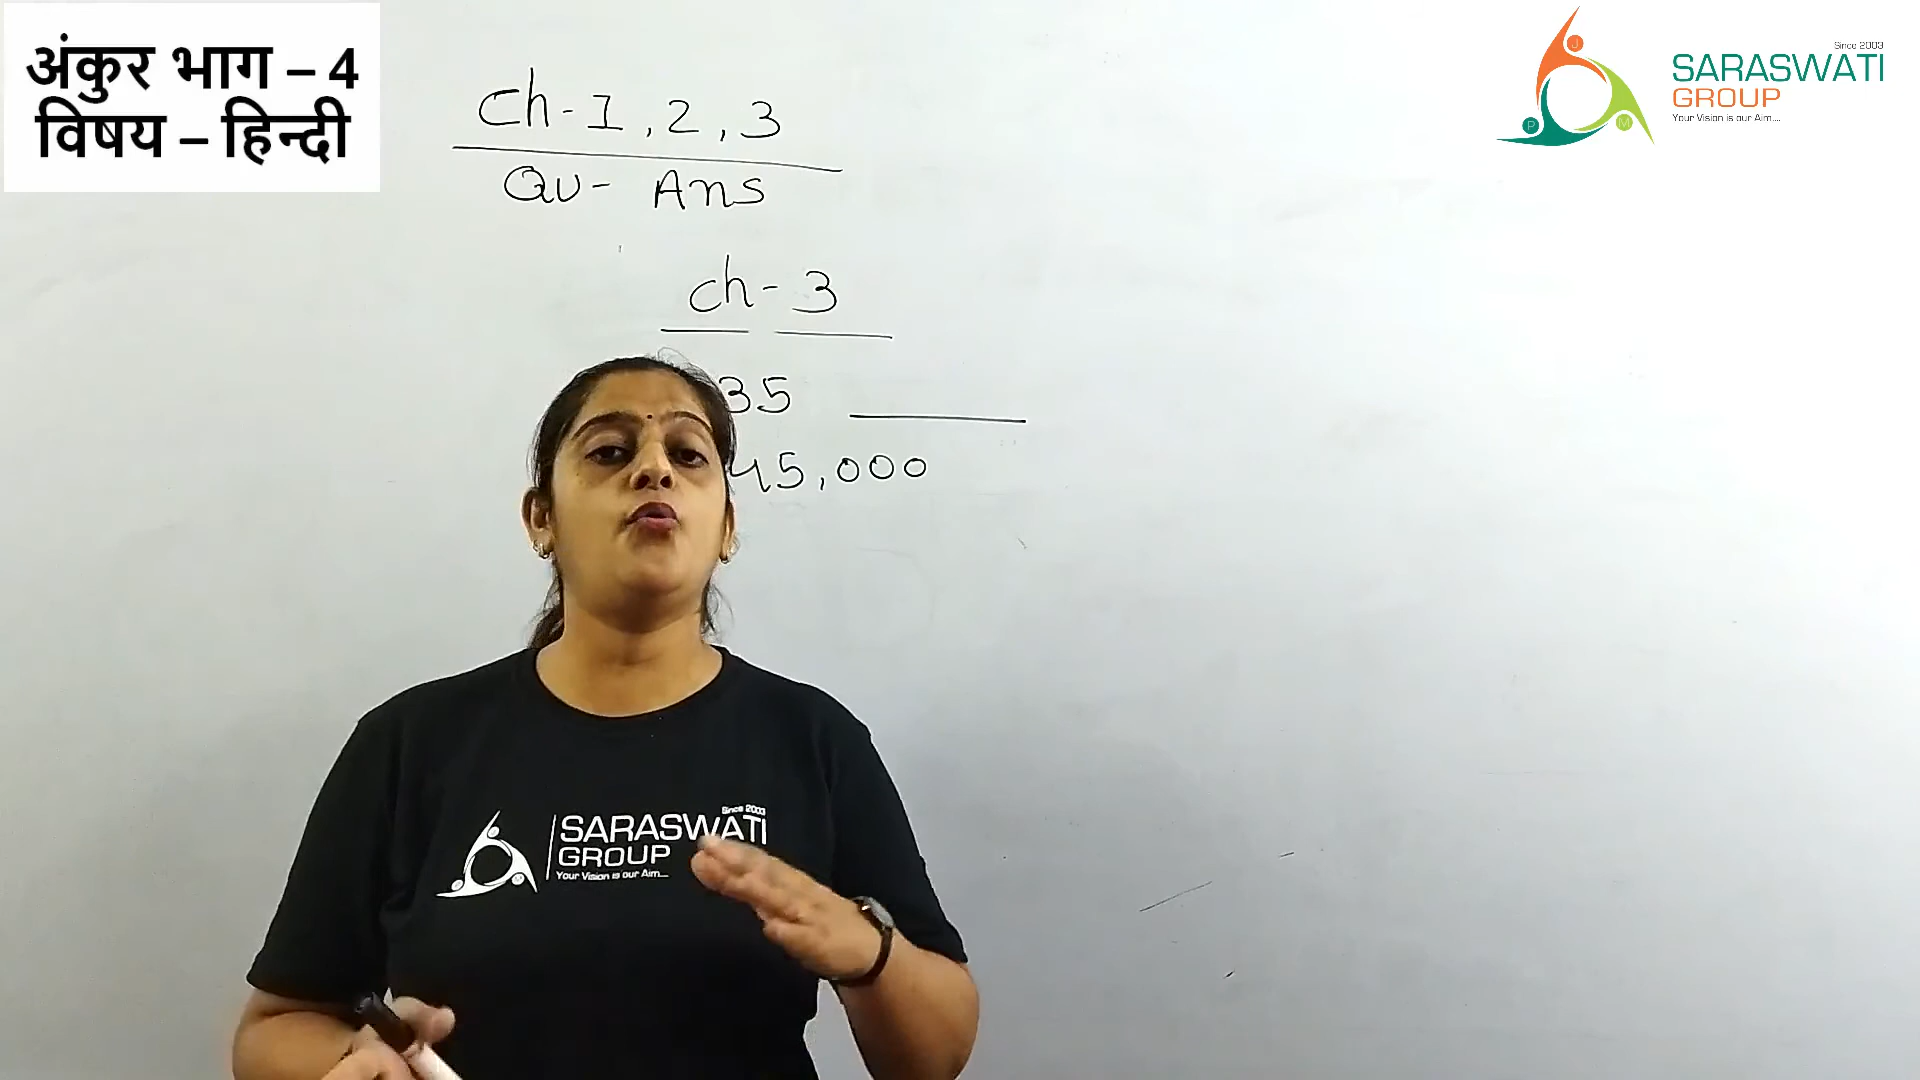 अंकुर भाग – 4
विषय – हिन्दी
Ch-1, 2, 3
QU- Ans
ch- 3
35
45,000
Since 2003
SARASWATI
GROUP
Your Vision is our Aim....
J
P
M
Since 2003
SARASWATI
GROUP
Your Vision is our Aim....